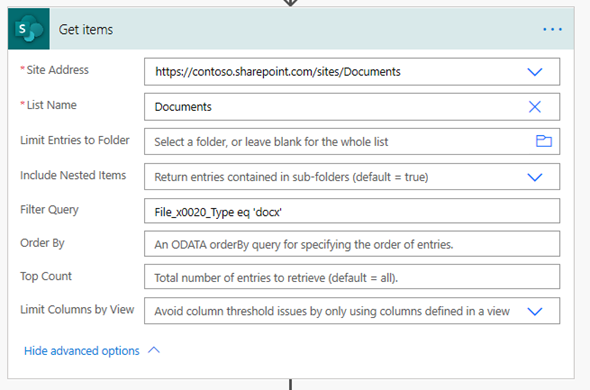 Get items
* Site Address https://contoso.sharepoint.com/sites/Documents
* List Name Documents
Limit Entries to Folder Select a folder, or leave blank for the whole list
Include Nested Items Return entries contained in sub-folders (default = true)
Filter Query File_x0020_Type eq 'docx'
Order By An ODATA orderBy query for specifying the order of entries.
Top Count Total number of entries to retrieve (default = all).
Limit Columns by View Avoid column threshold issues by only using columns defined in a view
Hide advanced options